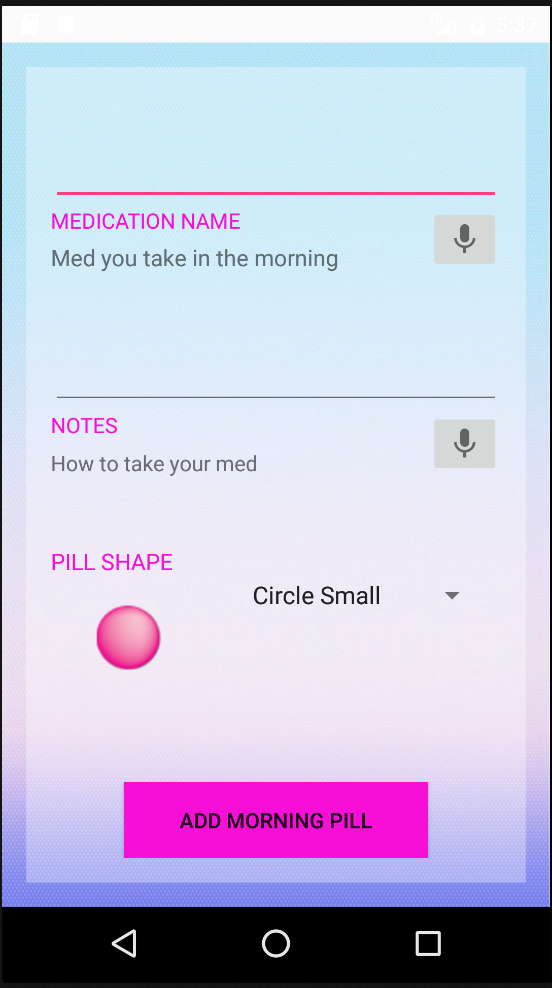 5:37
MEDICATION NAME
Med you take in the morning
NOTES
How to take your med
PILL SHAPE
Circle Small
ADD MORNING PILL